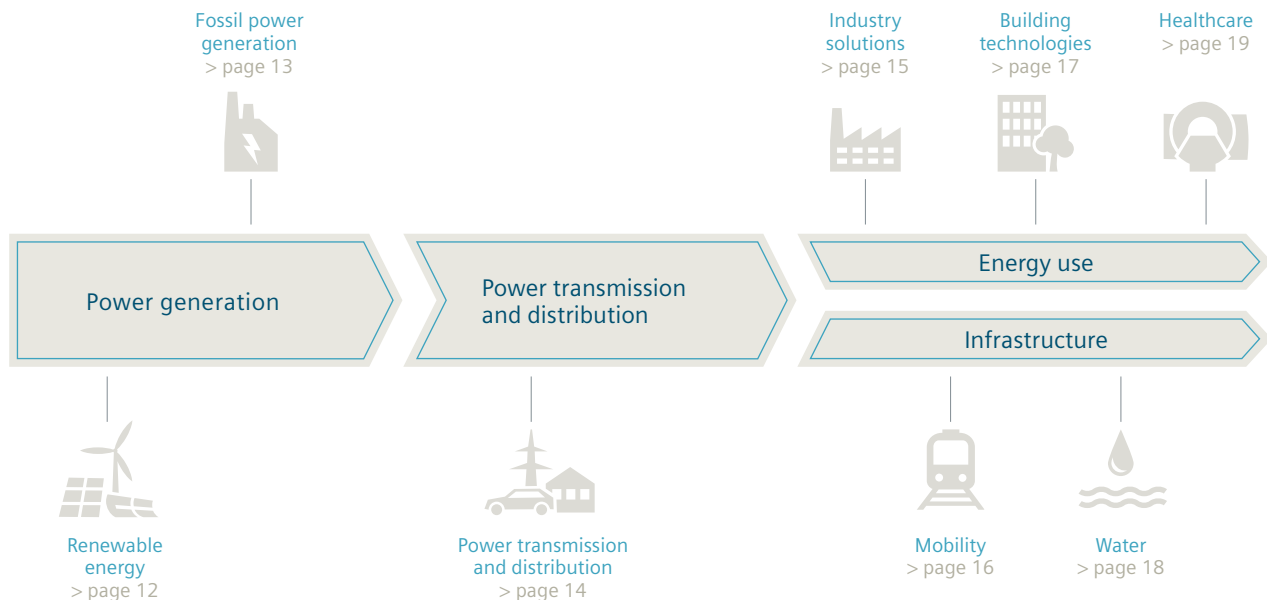 Fossil power
generation
> page 13
Industry
solutions
> page 15
Building
technologies
> page 17
Healthcare
> page 19
Power generation
Power transmission
and distribution
Energy use
Infrastructure
Renewable
energy
> page 12
Power transmission
and distribution
> page 14
Mobility
> page 16
Water
> page 18